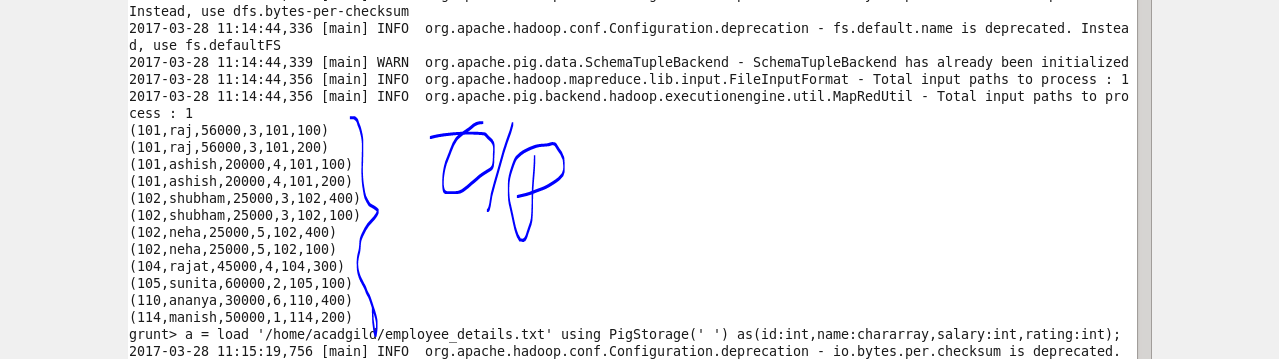 Instead, use dfs.bytes-per-checksum
2017-03-28 11:14:44,336 [main] INFO  org.apache.hadoop.conf.Configuration.deprecation - fs.default.name is deprecated. Instea
d, use fs.defaultFS
2017-03-28 11:14:44,339 [main] WARN  org.apache.pig.data.SchemaTupleBackend - SchemaTupleBackend has already been initialized
2017-03-28 11:14:44,356 [main] INFO  org.apache.hadoop.mapreduce.lib.input.FileInputFormat - Total input paths to process : 1
2017-03-28 11:14:44,356 [main] INFO  org.apache.pig.backend.hadoop.executionengine.util.MapRedUtil - Total input paths to pro
cess : 1
(101,raj,56000,3,101,100)
(101,raj,56000,3,101,200)
(101,ashish,20000,4,101,100)
(101,ashish,20000,4,101,200)
(102,shubham,25000,3,102,400)
(102,shubham,25000,3,102,100)
(102,neha,25000,5,102,400)
(102,neha,25000,5,102,100)
(104,rajat,45000,4,104,300)
(105,sunita,60000,2,105,100)
(110,ananya,30000,6,110,400)
(114,manish,50000,1,114,200)
O/P
grunt> a = load '/home/acadgild/employee_details.txt' using PigStorage(' ') as(id:int,name:chararray,salary:int,rating:int);
2017-03-28 11:15:19,756 [main] INFO  org.apache.hadoop.conf.Configuration.deprecation - io.bytes.per.checksum is deprecated.